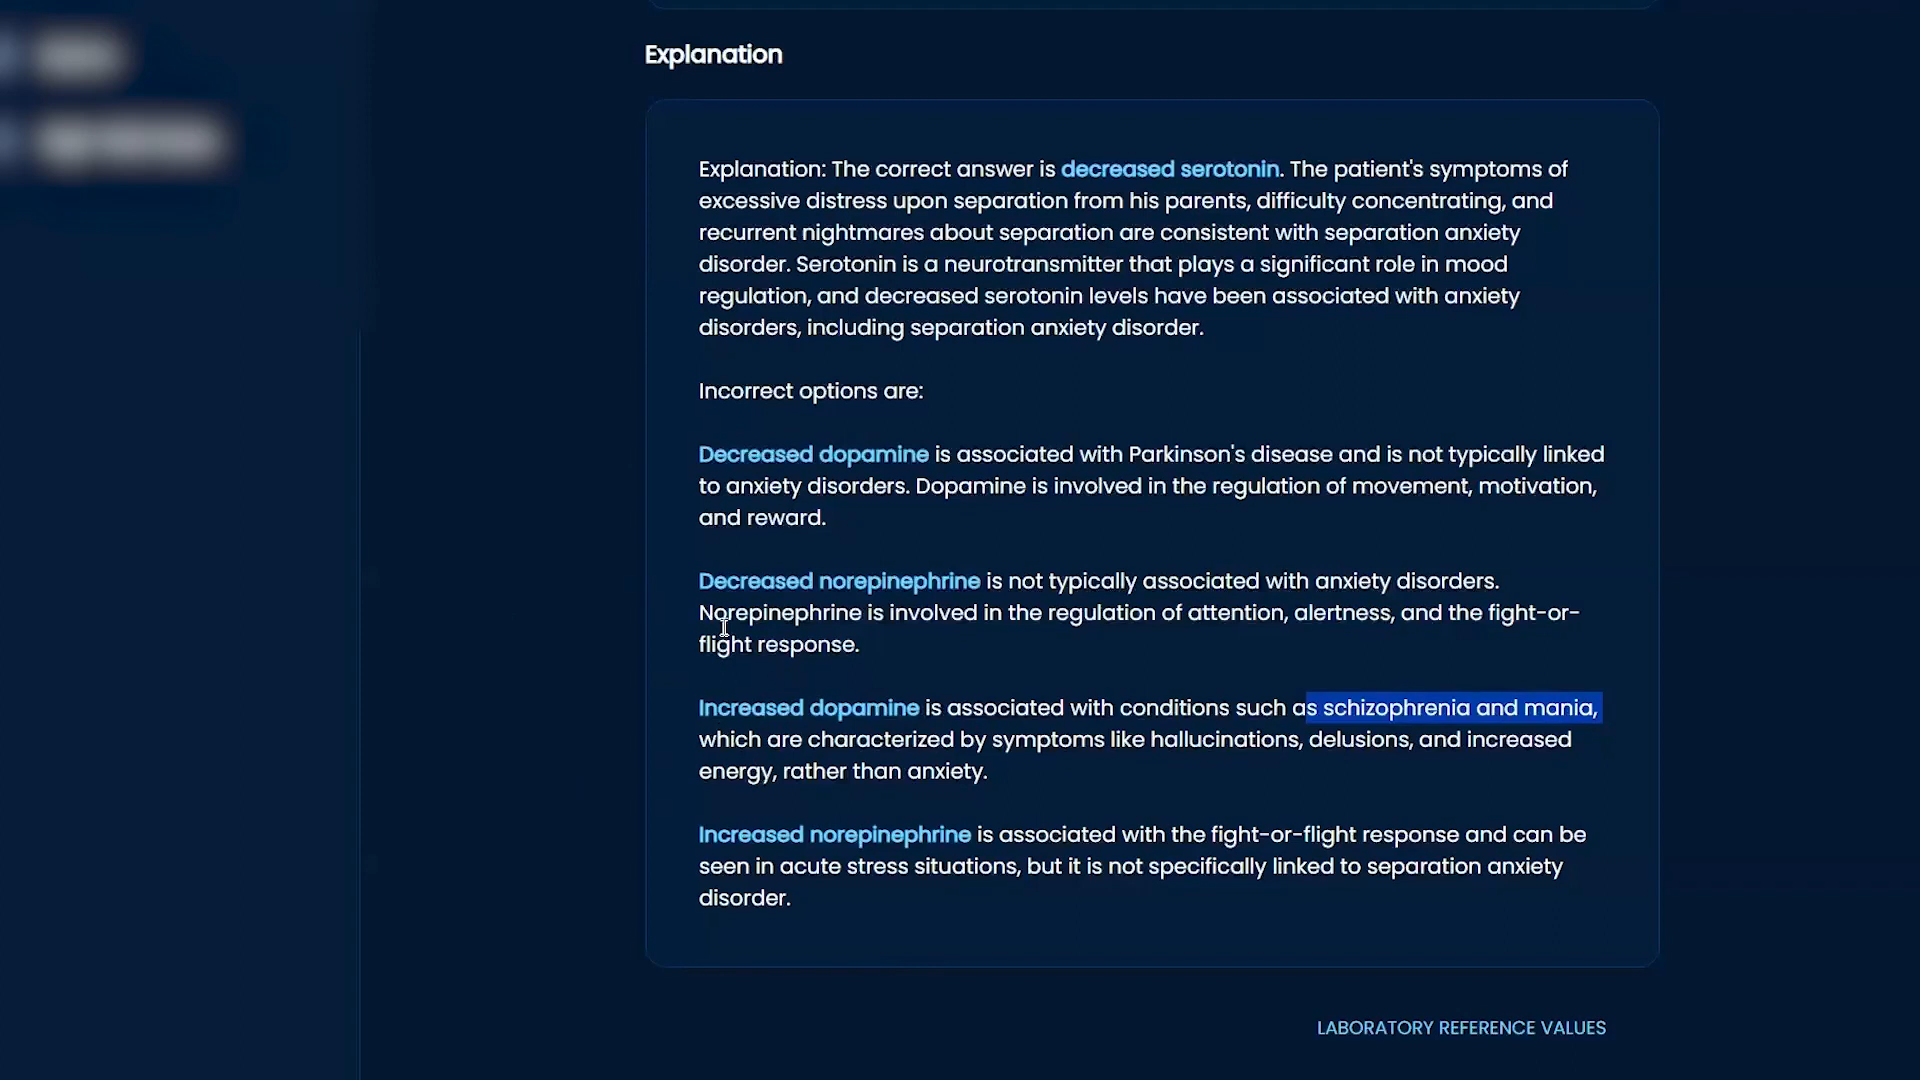 Explanation
Explanation: The correct answer is decreased serotonin. The patient's symptoms of
excessive distress upon separation from his parents, difficulty concentrating, and
recurrent nightmares about separation are consistent with separation anxiety
disorder. Serotonin is a neurotransmitter that plays a significant role in mood
regulation, and decreased serotonin levels have been associated with anxiety
disorders, including separation anxiety disorder.
Incorrect options are:
Decreased dopamine is associated with Parkinson's disease and is not typically linked
to anxiety disorders. Dopamine is involved in the regulation of movement, motivation,
and reward.
Decreased norepinephrine is not typically associated with anxiety disorders.
Norepinephrine is involved in the regulation of attention, alertness, and the fight-or-
flight response.
Increased dopamine is associated with conditions such as schizophrenia and mania,
which are characterized by symptoms like hallucinations, delusions, and increased
energy, rather than anxiety.
Increased norepinephrine is associated with the fight-or-flight response and can be
seen in acute stress situations, but it is not specifically linked to separation anxiety
disorder.
LABORATORY REFERENCE VALUES